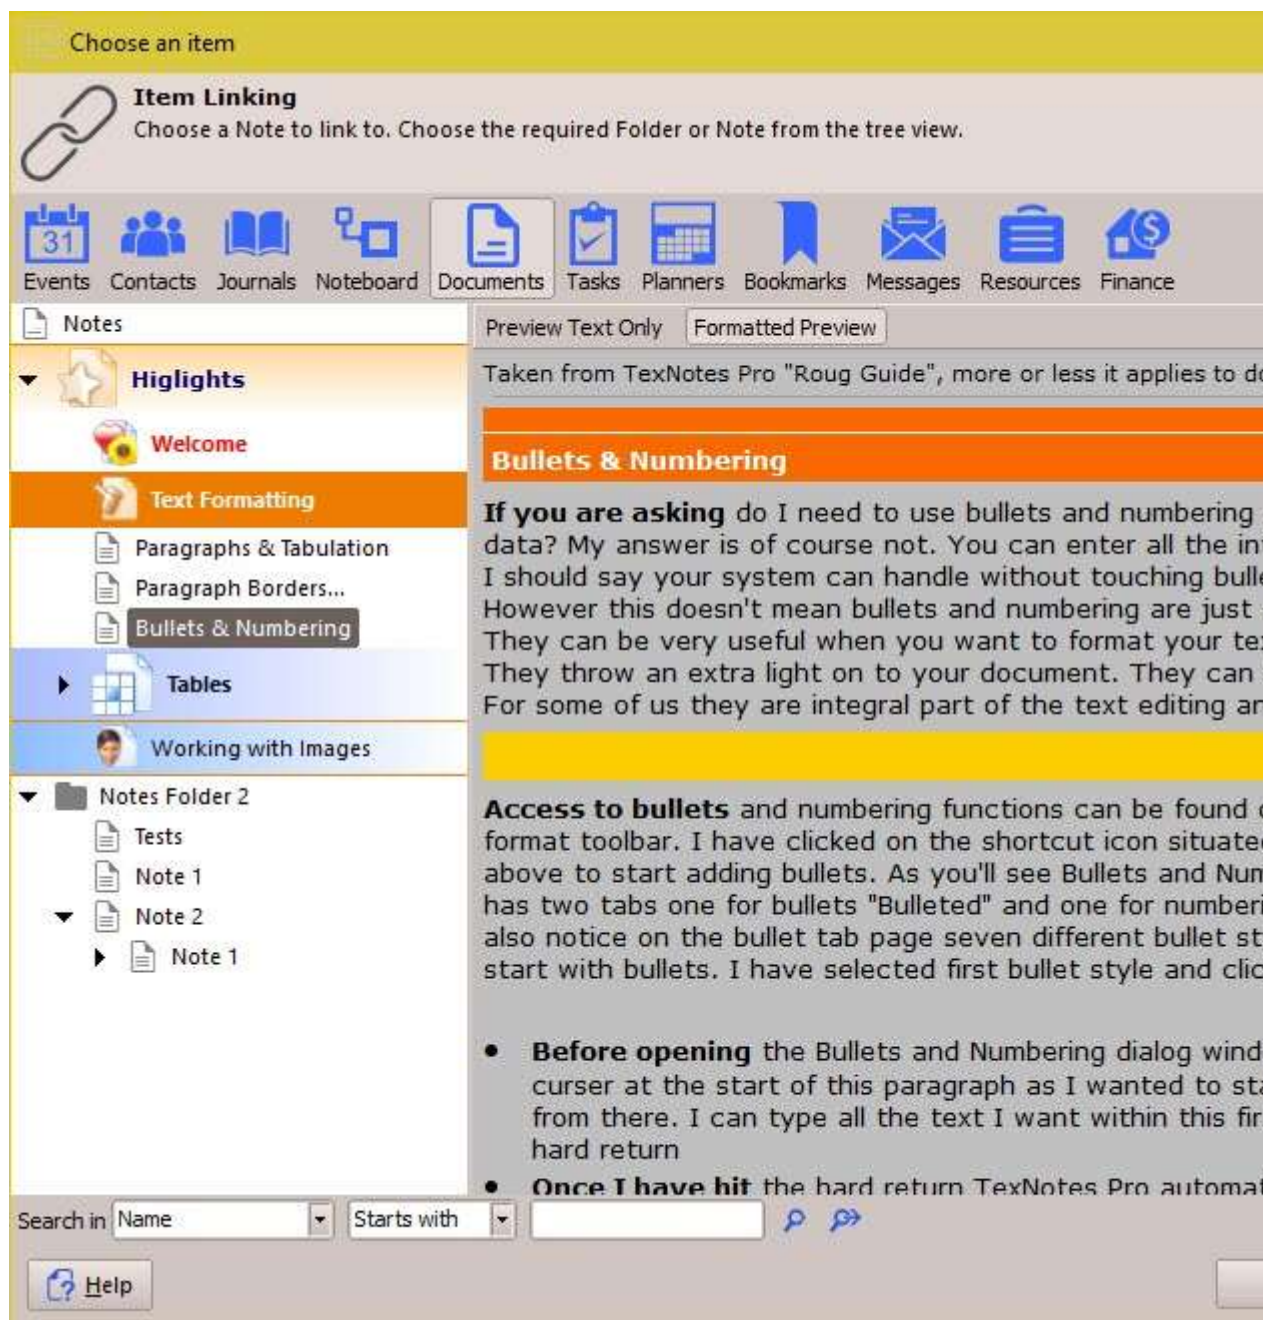 Choose an item
Item Linking
Choose a Note to link to. Choose the required Folder or Note from the tree view.
31
Events Contacts Journals Noteboard Documents Tasks Planners Bookmarks Messages Resources Finance
Notes
Preview Text Only Formatted Preview
Higlights
Welcome
Text Formatting
Paragraphs & Tabulation
Paragraph Borders...
Bullets & Numbering
Tables
Working with Images
Notes Folder 2
Tests
Note 1
Note 2
Note 1
Taken from TexNotes Pro "Roug Guide", more or less it applies to
Bullets & Numbering
If you are asking do I need to use bullets and numbering
data? My answer is of course not. You can enter all the
I should say your system can handle without touching
However this doesn't mean bullets and numbering are just
They can be very useful when you want to format your
They throw an extra light on to your document. They can
For some of us they are integral part of the text editing
Access to bullets and numbering functions can be found
format toolbar. I have clicked on the shortcut icon
above to start adding bullets. As you'll see Bullets and
has two tabs one for bullets "Bulleted" and one for
also notice on the bullet tab page seven different bullet
start with bullets. I have selected first bullet style and
• Before opening the Bullets and Numbering dialog
curser at the start of this paragraph as I wanted to
from there. I can type all the text I want within this
hard return
• Once I have hit the hard return TexNotes Pro
Search in Name Starts with
Help